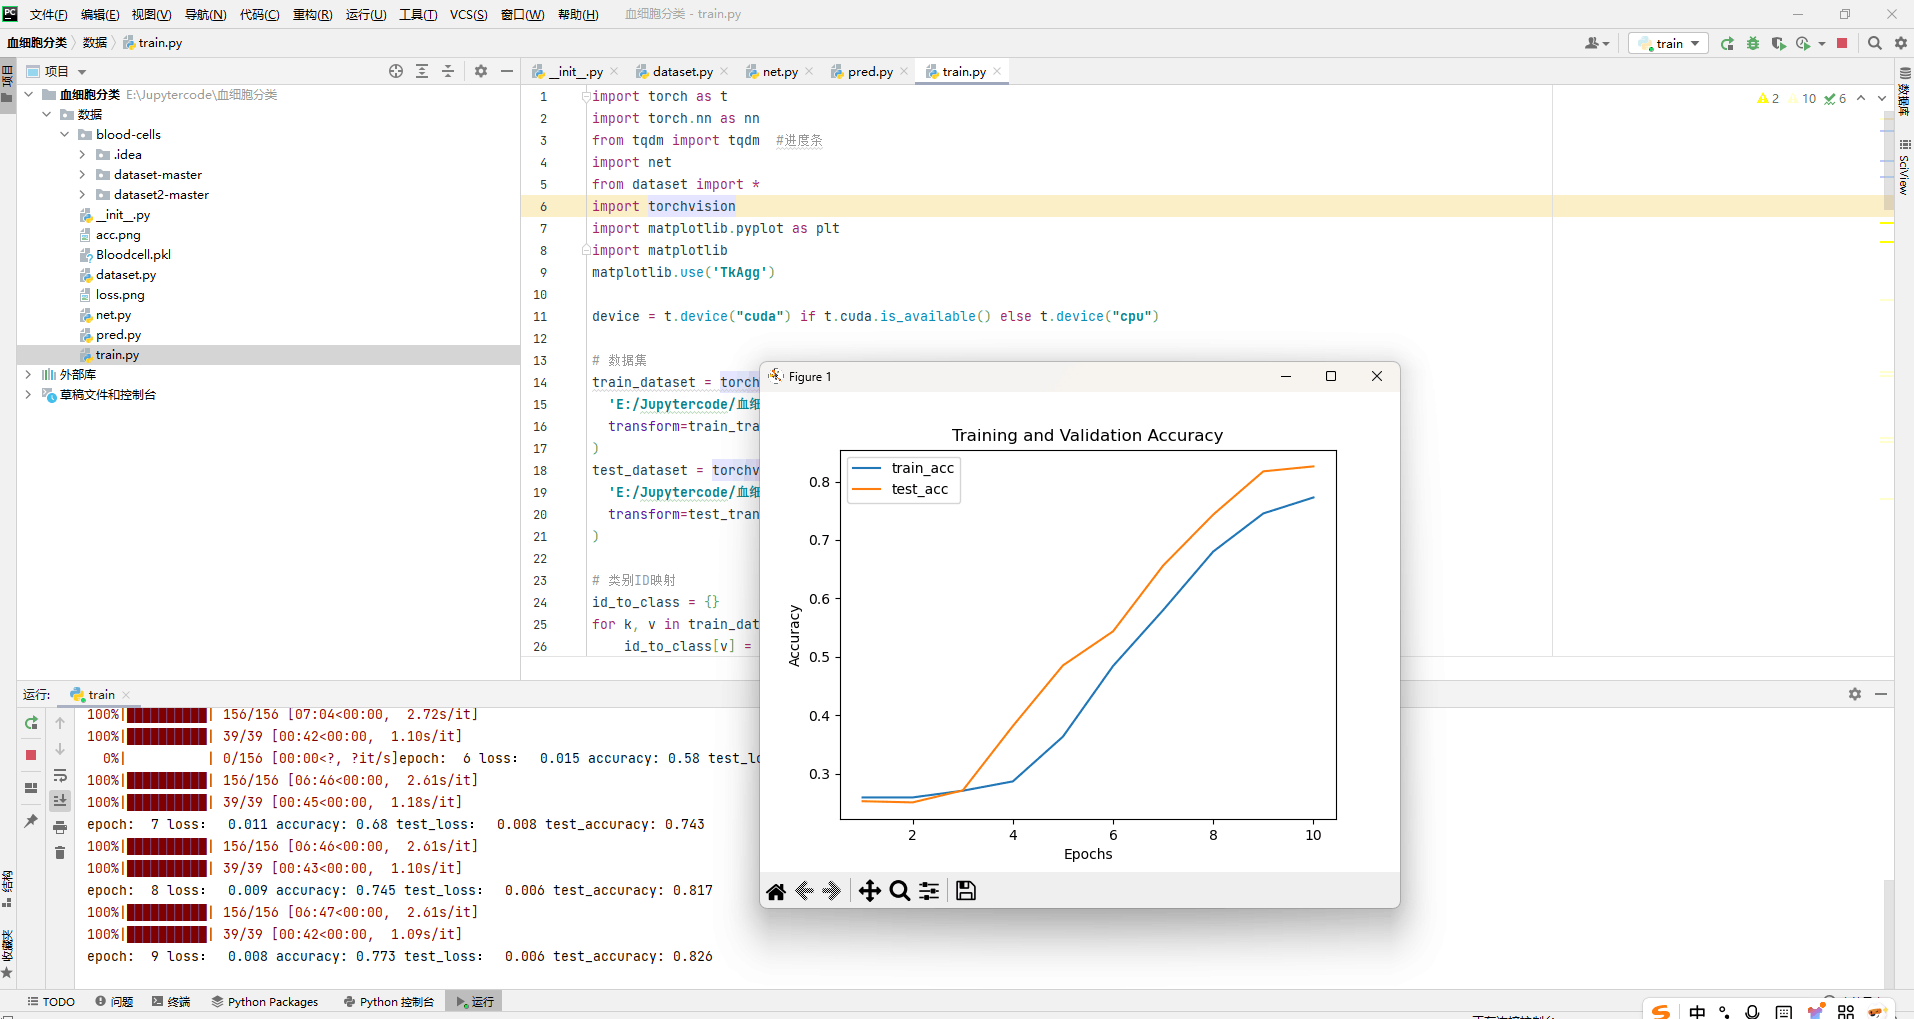 文件(F) 编辑(E) 视图(V) 导航(N) 代码(C) 重构(R) 运行(U) 工具(T) VCS(S) 窗口(W) 帮助(H) 血细胞分类 - train.py
血细胞分类 数据 train.py
train
项目
项目
__init__.py dataset.py net.py pred.py train.py
血细胞分类 E:\Jupytercode\血细胞分类
数据
blood-cells
.idea
dataset-master
dataset2-master
__init__.py
acc.png
Bloodcell.pkl
dataset.py
loss.png
net.py
pred.py
train.py
外部库
草稿文件和控制台
1 import torch as t
2 import torch.nn as nn
3 from tqdm import tqdm #进度条
4 import net
5 from dataset import *
6 import torchvision
7 import matplotlib.pyplot as plt
8 import matplotlib
9 matplotlib.use('TkAgg')
10
11 device = t.device("cuda") if t.cuda.is_available() else t.device("cpu")
12
13 # 数据集
14 train_dataset = torch
15 'E:/Jupytercode/血细
16 transform=train_tra
17 )
18 test_dataset = torchv
19 'E:/Jupytercode/血细
20 transform=test_tran
21 )
22
23 # 类别ID映射
24 id_to_class = {}
25 for k, v in train_dat
26 id_to_class[v] =
2 10 6
数据库
SciView
Figure 1
Training and Validation Accuracy
train_acc
test_acc
0.8
0.7
0.6
0.5
0.4
0.3
Accuracy
2 4 6 8 10
Epochs
运行: train
100%|██████████| 156/156 [07:04<00:00, 2.72s/it]
100%|██████████| 39/39 [00:42<00:00, 1.10s/it]
0%| | 0/156 [00:00<?, ?it/s]epoch: 6 loss: 0.015 accuracy: 0.58 test_lo
100%|██████████| 156/156 [06:46<00:00, 2.61s/it]
100%|██████████| 39/39 [00:45<00:00, 1.18s/it]
epoch: 7 loss: 0.011 accuracy: 0.68 test_loss: 0.008 test_accuracy: 0.743
100%|██████████| 156/156 [06:46<00:00, 2.61s/it]
100%|██████████| 39/39 [00:43<00:00, 1.10s/it]
epoch: 8 loss: 0.009 accuracy: 0.745 test_loss: 0.006 test_accuracy: 0.817
100%|██████████| 156/156 [06:47<00:00, 2.61s/it]
100%|██████████| 39/39 [00:42<00:00, 1.09s/it]
epoch: 9 loss: 0.008 accuracy: 0.773 test_loss: 0.006 test_accuracy: 0.826
结构
收藏夹
TODO 问题 终端 Python Packages Python 控制台 运行
中